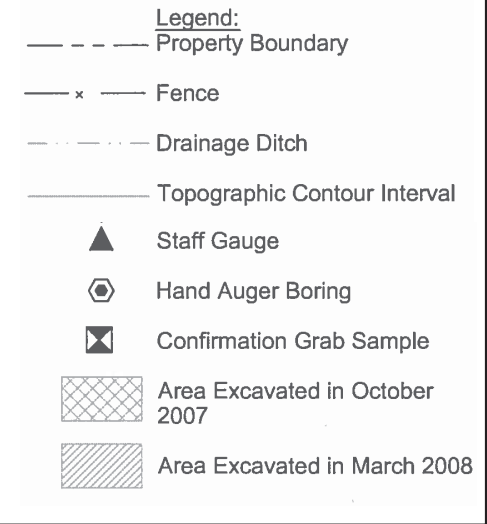 Legend:
Property Boundary
Fence
Drainage Ditch
Topographic Contour Interval
Staff Gauge
Hand Auger Boring
Confirmation Grab Sample
Area Excavated in October
2007
Area Excavated in March 2008